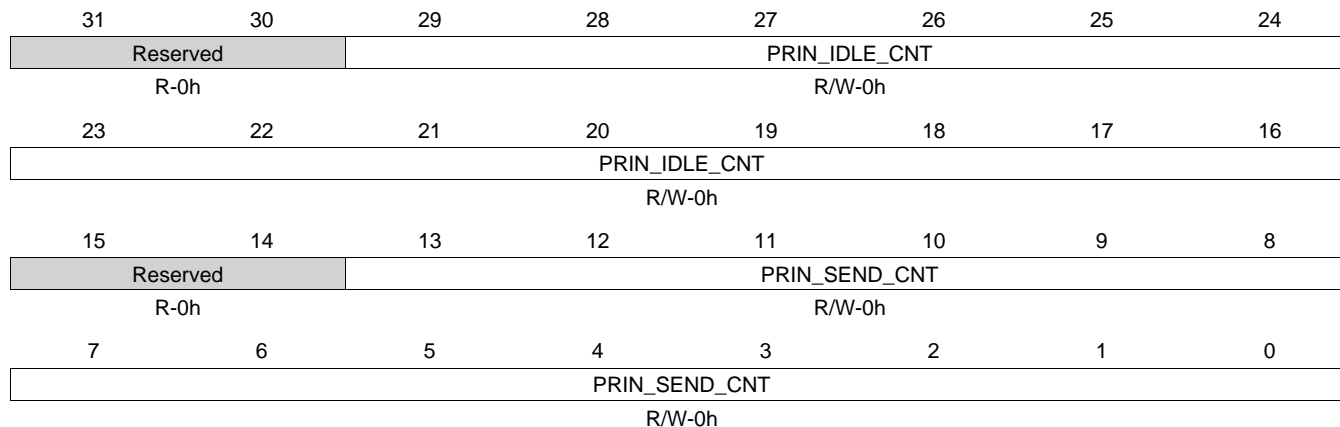 31 30 29 28 27 26 25 24
Reserved PRIN_IDLE_CNT
R-0h R/W-0h
23 22 21 20 19 18 17 16
PRIN_IDLE_CNT
R/W-0h
15 14 13 12 11 10 9 8
Reserved PRIN_SEND_CNT
R-0h R/W-0h
7 6 5 4 3 2 1 0
PRIN_SEND_CNT
R/W-0h